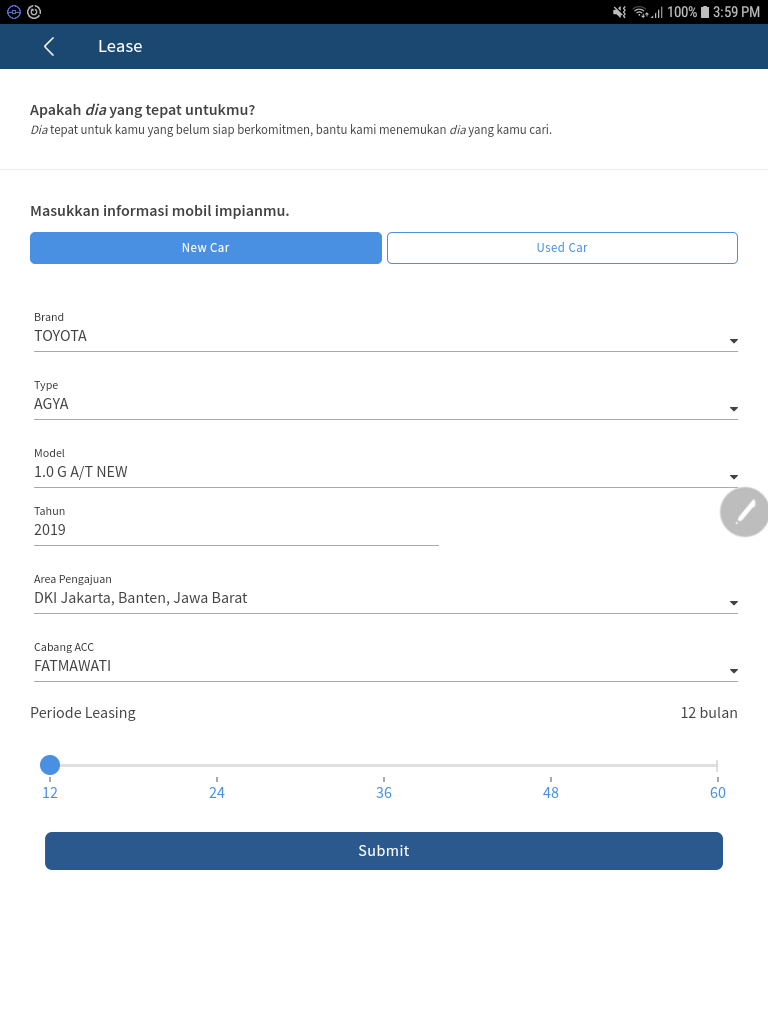 100% 3:59 PM
Lease
Apakah dia yang tepat untukmu?
Dia tepat untuk kamu yang belum siap berkomitmen, bantu kami menemukan dia yang kamu cari.
Masukkan informasi mobil impianmu.
New Car Used Car
Brand
TOYOTA
Type
AGYA
Model
1.0 G A/T NEW
Tahun
2019
Area Pengajuan
DKI Jakarta, Banten, Jawa Barat
Cabang ACC
FATMAWATI
Periode Leasing 12 bulan
12 24 36 48 60
Submit